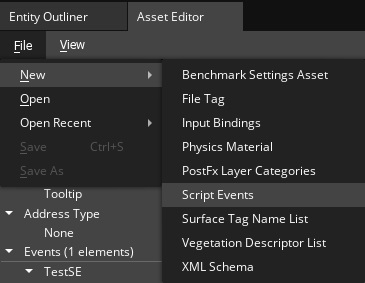 Entity Outliner
Asset Editor
File View
New
Open
Open Recent
Save Ctrl+S
Save As
Benchmark Settings Asset
File Tag
Input Bindings
Physics Material
PostFx Layer Categories
Script Events
Surface Tag Name List
Vegetation Descriptor List
XML Schema
Tooltip
Address Type
None
Events (1 elements)
TestSE